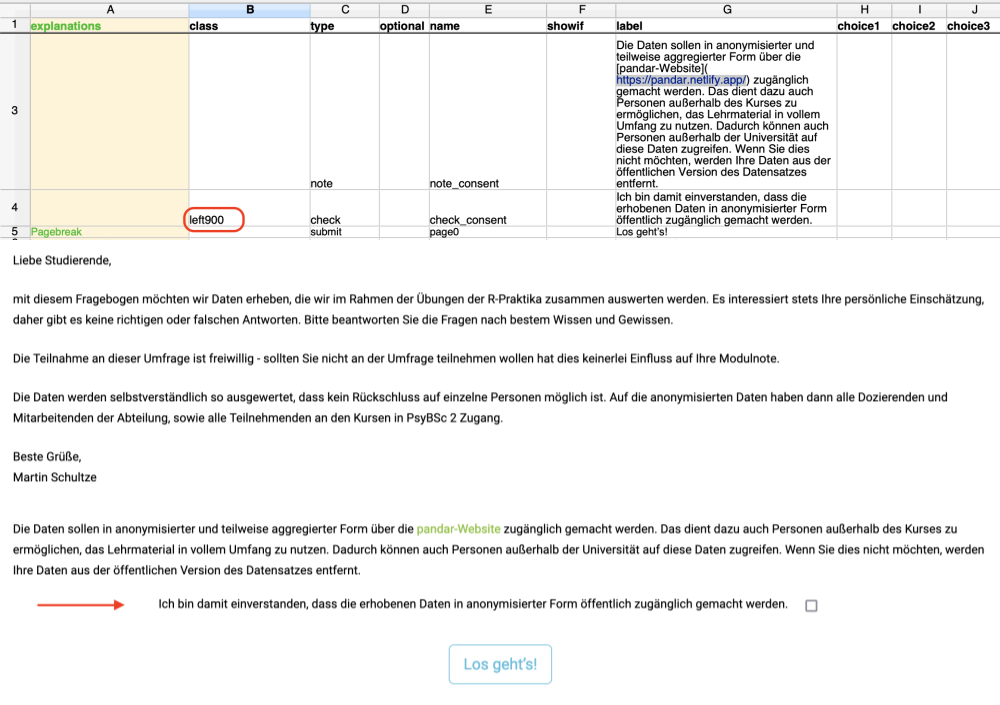 A B C D E F G H I J
1 explanations class type optional name showif label choice1 choice2 choice3
Die Daten sollen in anonymisierter und
teilweise aggregierter Form über die
[pandar-Website](
https://pandar.netlify.app/) zugänglich
gemacht werden. Das dient dazu auch
Personen außerhalb des Kurses zu
ermöglichen, das Lehrmaterial in vollem
Umfang zu nutzen. Dadurch können auch
Personen außerhalb der Universität auf
diese Daten zugreifen. Wenn Sie dies
nicht möchten, werden Ihre Daten aus der
öffentlichen Version des Datensatzes
3 note note_consent entfernt.
Ich bin damit einverstanden, dass die
erhobenen Daten in anonymisierter Form
4 left900 check check_consent öffentlich zugänglich gemacht werden.
5 Pagebreak submit page0 Los geht's!
Liebe Studierende,
mit diesem Fragebogen möchten wir Daten erheben, die wir im Rahmen der Übungen der R-Praktika zusammen auswerten werden. Es interessiert stets Ihre persönliche Einschätzung,
daher gibt es keine richtigen oder falschen Antworten. Bitte beantworten Sie die Fragen nach bestem Wissen und Gewissen.
Die Teilnahme an dieser Umfrage ist freiwillig - sollten Sie nicht an der Umfrage teilnehmen wollen hat dies keinerlei Einfluss auf Ihre Modulnote.
Die Daten werden selbstverständlich so ausgewertet, dass kein Rückschluss auf einzelne Personen möglich ist. Auf die anonymisierten Daten haben dann alle Dozierenden und
Mitarbeitenden der Abteilung, sowie alle Teilnehmenden an den Kursen in PsyBSc 2 Zugang.
Beste Grüße,
Martin Schultze
Die Daten sollen in anonymisierter und teilweise aggregierter Form über die pandar-Website zugänglich gemacht werden. Das dient dazu auch Personen außerhalb des Kurses zu
ermöglichen, das Lehrmaterial in vollem Umfang zu nutzen. Dadurch können auch Personen außerhalb der Universität auf diese Daten zugreifen. Wenn Sie dies nicht möchten, werden
Ihre Daten aus der öffentlichen Version des Datensatzes entfernt.
Ich bin damit einverstanden, dass die erhobenen Daten in anonymisierter Form öffentlich zugänglich gemacht werden.
Los geht's!